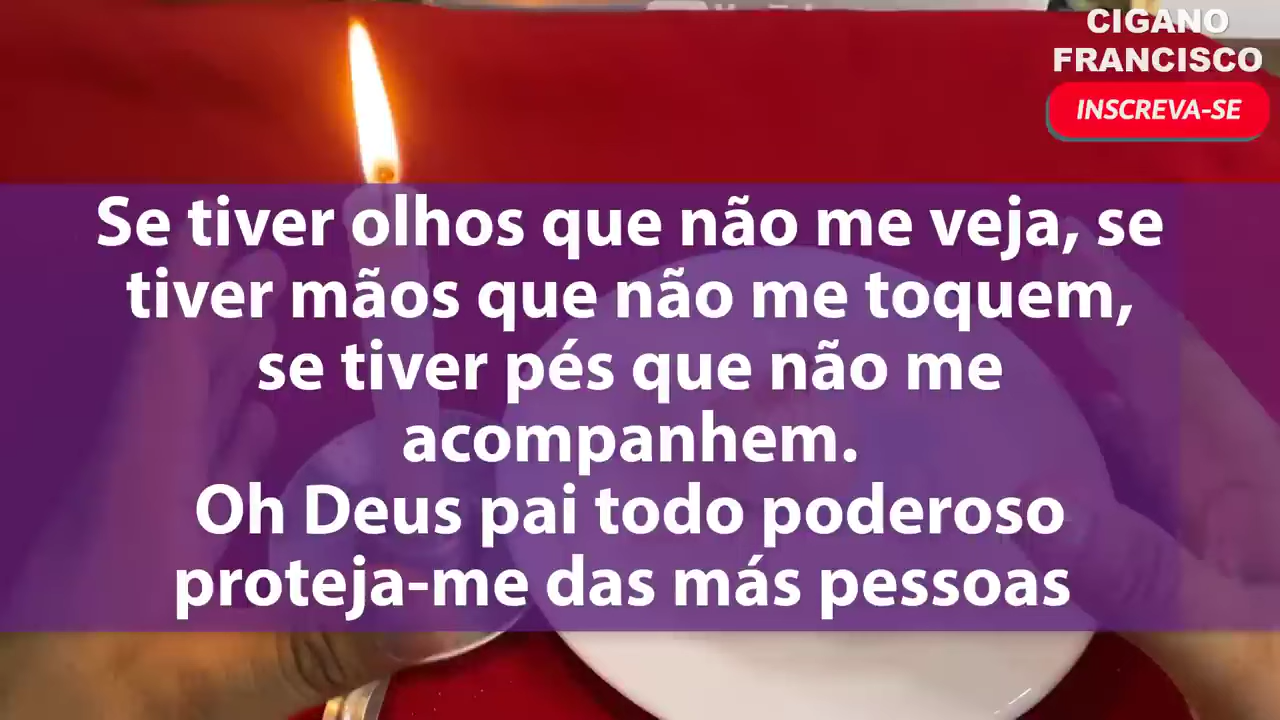 CIGANO
FRANCISCO
INSCREVA-SE
Se tiver olhos que não me veja, se
tiver mãos que não me toquem,
se tiver pés que não me
acompanhem.
Oh Deus pai todo poderoso
proteja-me das más pessoas